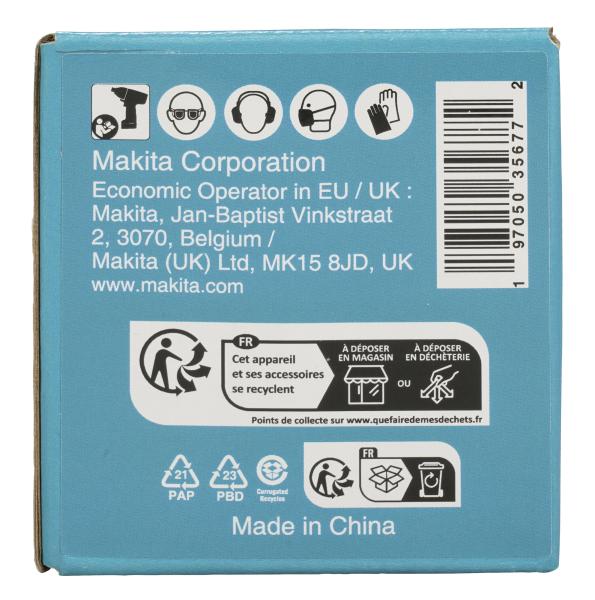 Makita Corporation
Economic Operator in EU / UK :
Makita, Jan-Baptist Vinkstraat
2, 3070, Belgium /
Makita (UK) Ltd, MK15 8JD, UK
www.makita.com
1 97050 35677 2
FR
Cet appareil
et ses accessoires
se recyclent
À DÉPOSER
EN MAGASIN
OU
À DÉPOSER
EN DÉCHÈTERIE
Points de collecte sur www.quefairedemesdechets.fr
21
PAP
23
PBD
Corrugated
Recycles
FR
Made in China